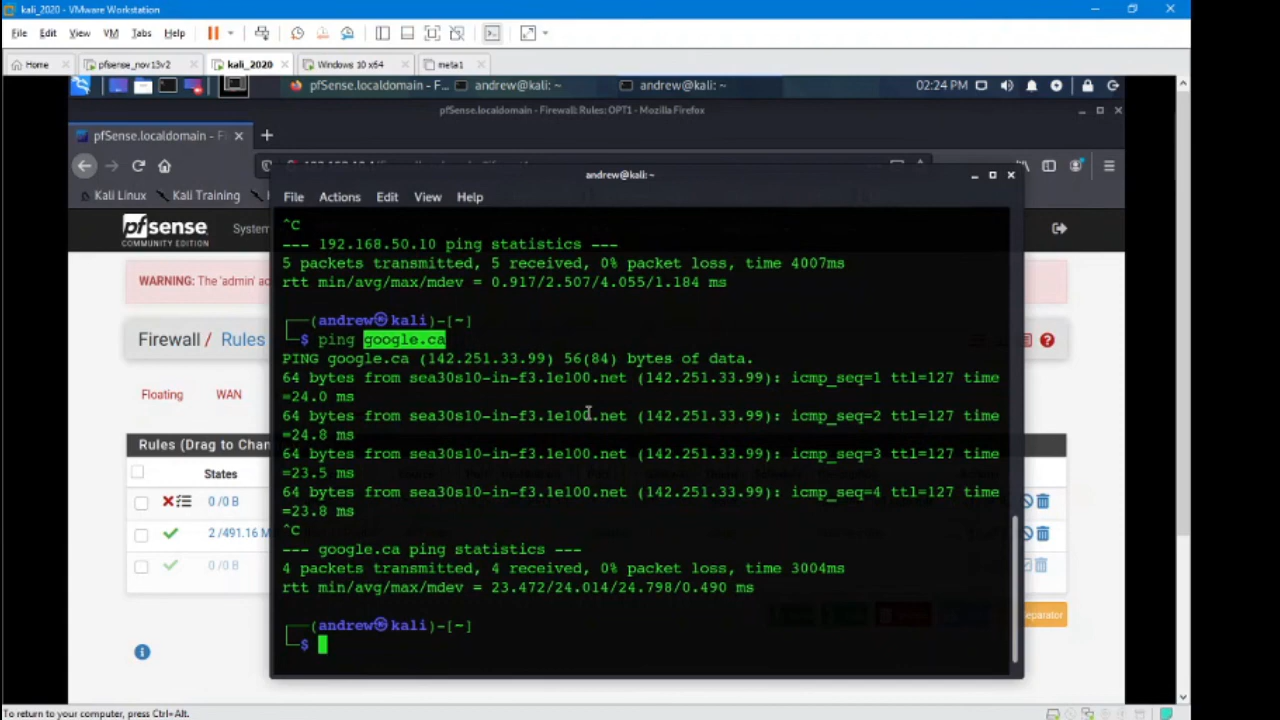 kali_2020 - VMware Workstation
File Edit View VM Tabs Help
Home pfsense_nov13v2 kali_2020 Windows 10 x64 meta1
pfSense.localdomain - F... andrew@kali: ~ andrew@kali: ~ 02:24 PM
pfSense.localdomain - Firewall: Rules: OPT1 - Mozilla Firefox
pfSense.localdomain - F
andrew@kali: ~
Kali Linux Kali Training
File Actions Edit View Help
pfsense System
COMMUNITY EDITION
WARNING: The 'admin' ac
Firewall / Rules
Floating WAN
Rules (Drag to Chan
States
0 /0 B
2 /491.16 M
0 /0 B
eparator
^C
--- 192.168.50.10 ping statistics ---
5 packets transmitted, 5 received, 0% packet loss, time 4007ms
rtt min/avg/max/mdev = 0.917/2.507/4.055/1.184 ms
(andrew㉿kali)-[~]
$ ping google.ca
PING google.ca (142.251.33.99) 56(84) bytes of data.
64 bytes from sea30s10-in-f3.1e100.net (142.251.33.99): icmp_seq=1 ttl=127 time
=24.0 ms
64 bytes from sea30s10-in-f3.1e100.net (142.251.33.99): icmp_seq=2 ttl=127 time
=24.8 ms
64 bytes from sea30s10-in-f3.1e100.net (142.251.33.99): icmp_seq=3 ttl=127 time
=23.5 ms
64 bytes from sea30s10-in-f3.1e100.net (142.251.33.99): icmp_seq=4 ttl=127 time
=23.8 ms
^C
--- google.ca ping statistics ---
4 packets transmitted, 4 received, 0% packet loss, time 3004ms
rtt min/avg/max/mdev = 23.472/24.014/24.798/0.490 ms
(andrew㉿kali)-[~]
$
To return to your computer, press Ctrl+Alt.